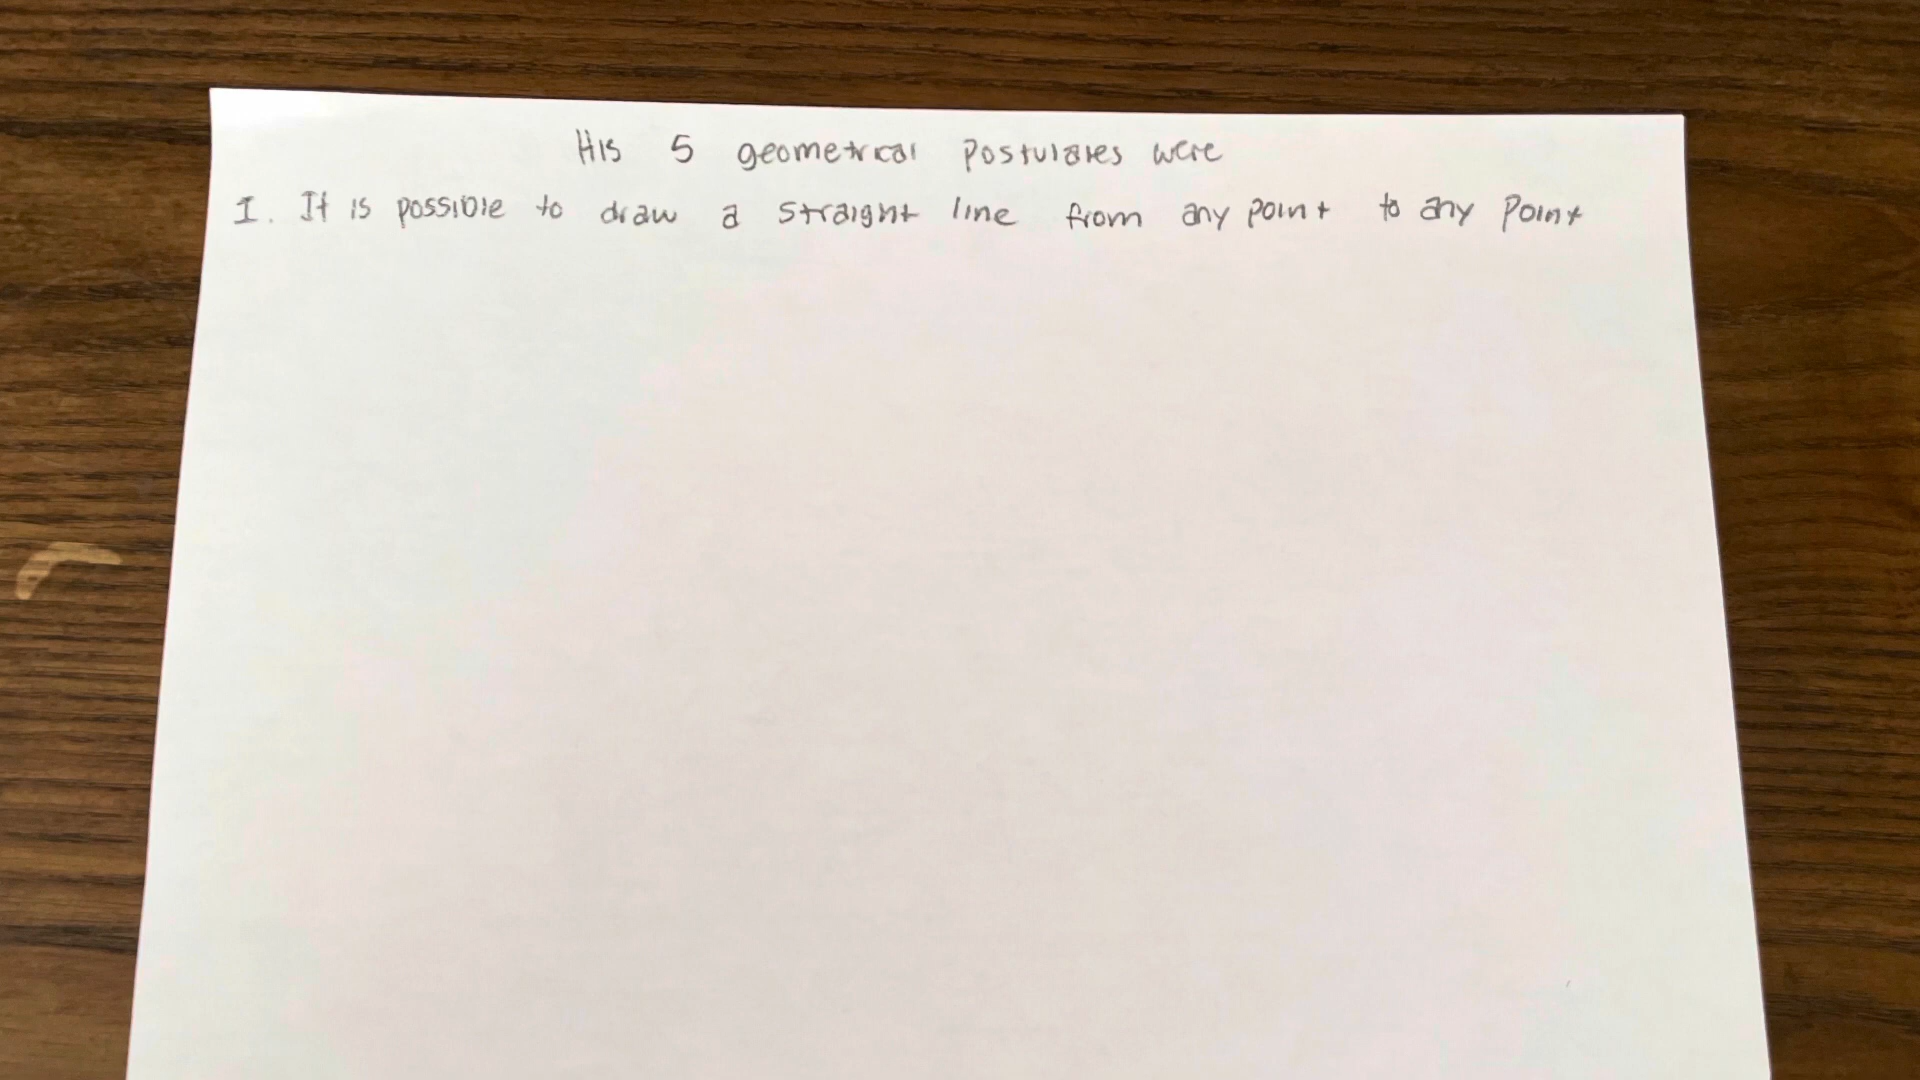 His 5 geometrical postulates were
I. It is possible to draw a straight line from any point to any point